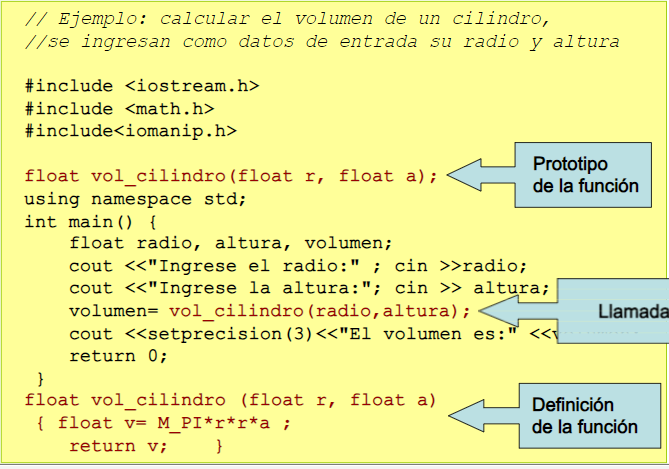 // Ejemplo: calcular el volumen de un cilindro,
//se ingresan como datos de entrada su radio y altura
#include <iostream.h>
#include <math.h>
#include<iomanip.h>
float vol_cilindro(float r, float a);
Prototipo
de la función
using namespace std;
int main() {
float radio, altura, volumen;
cout <<"Ingrese el radio:" ; cin >>radio;
cout <<"Ingrese la altura:"; cin >> altura;
volumen= vol_cilindro(radio,altura);
Llamada
cout <<setprecision(3)<<"El volumen es:" <<
return 0;
}
float vol_cilindro (float r, float a)
{ float v= M_PI*r*r*a ;
return v; }
Definición
de la función